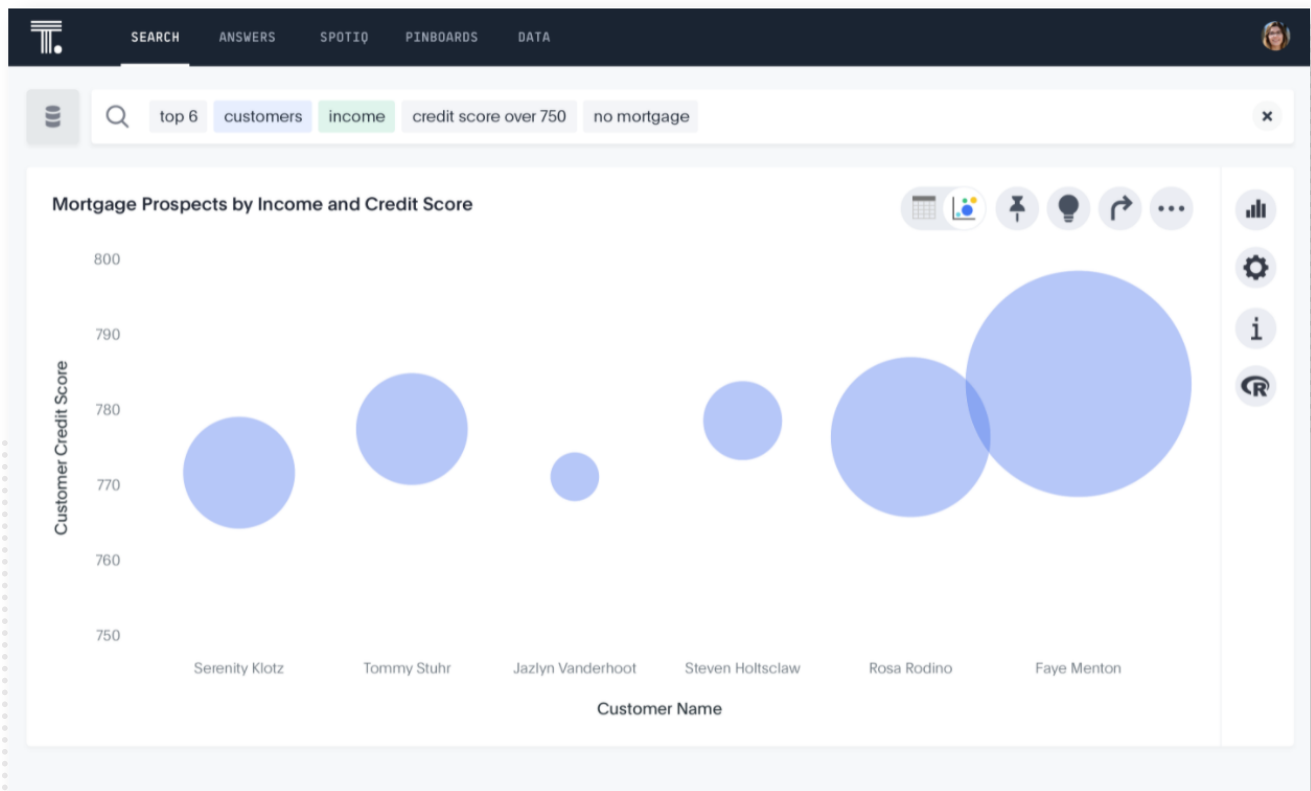 T.
SEARCH ANSWERS SPOTIQ PINBOARDS DATA
top 6 customers income credit score over 750 no mortgage
Mortgage Prospects by Income and Credit Score
800
790
780
770
760
750
Customer Credit Score
Serenity Klotz Tommy Stuhr Jazlyn Vanderhoot Steven Holtsclaw Rosa Rodino Faye Menton
Customer Name
i
R